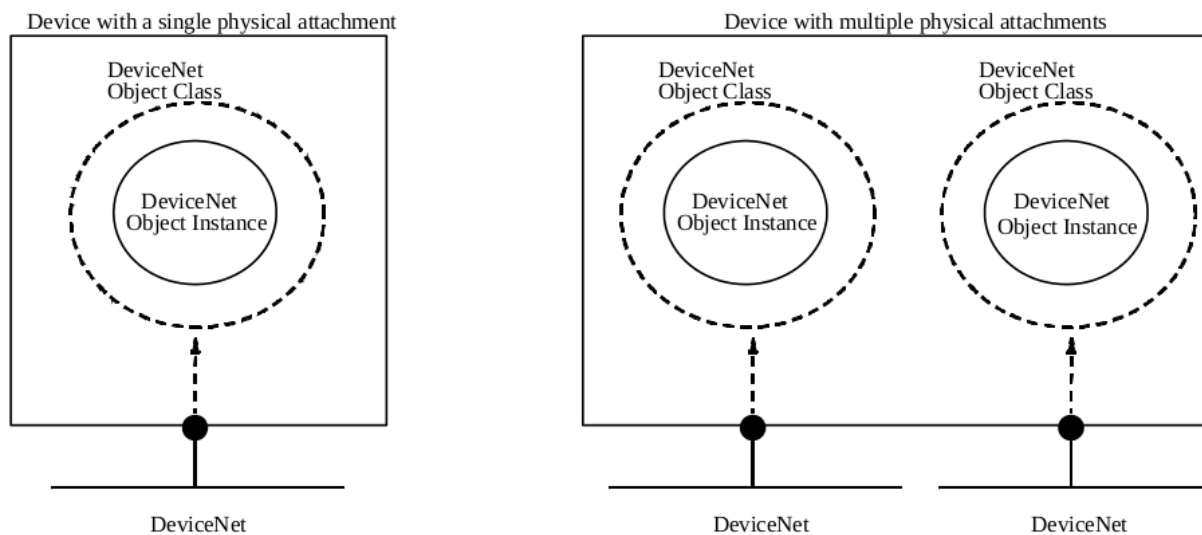 Device with a single physical attachment
DeviceNet
Object Class
DeviceNet
Object Instance
DeviceNet
Device with multiple physical attachments
DeviceNet
Object Class
DeviceNet
Object Instance
DeviceNet
DeviceNet
Object Class
DeviceNet
Object Instance
DeviceNet